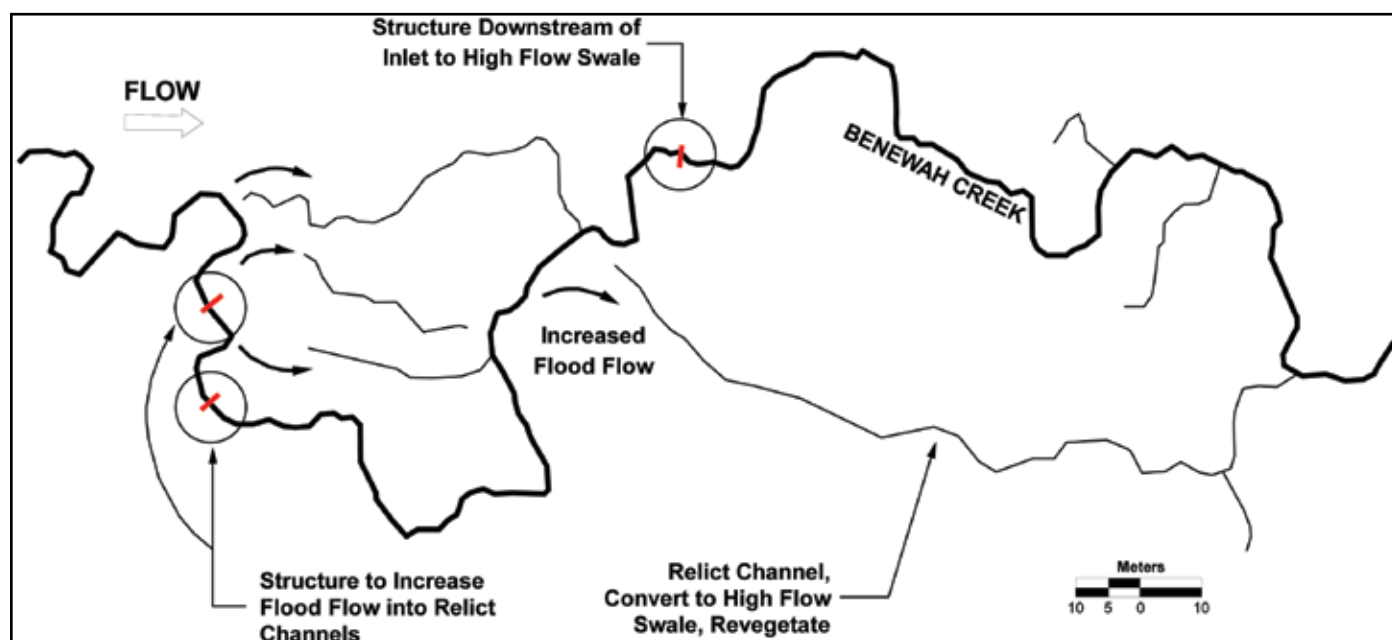 Structure Downstream of
Inlet to High Flow Swale
FLOW
BENEWAH CREEK
Increased
Flood Flow
Structure to Increase
Flood Flow into Relict
Channels
Relict Channel,
Convert to High Flow
Swale, Revegetate
Meters
10 5 0 10